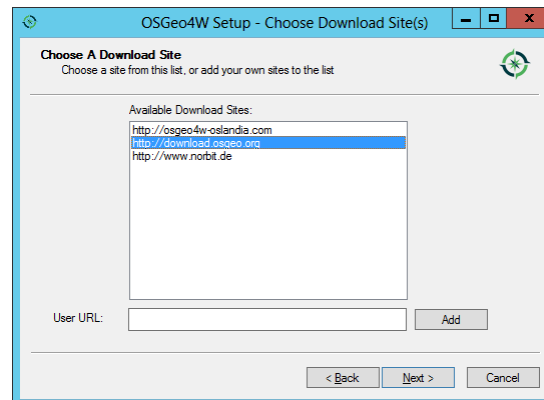 OSGeo4W Setup - Choose Download Site(s)
Choose A Download Site
Choose a site from this list, or add your own sites to the list
Available Download Sites:
http://osgeo4w-oslandia.com
http://download.osgeo.org
http://www.norbit.de
User URL:
Add
< Back
Next >
Cancel